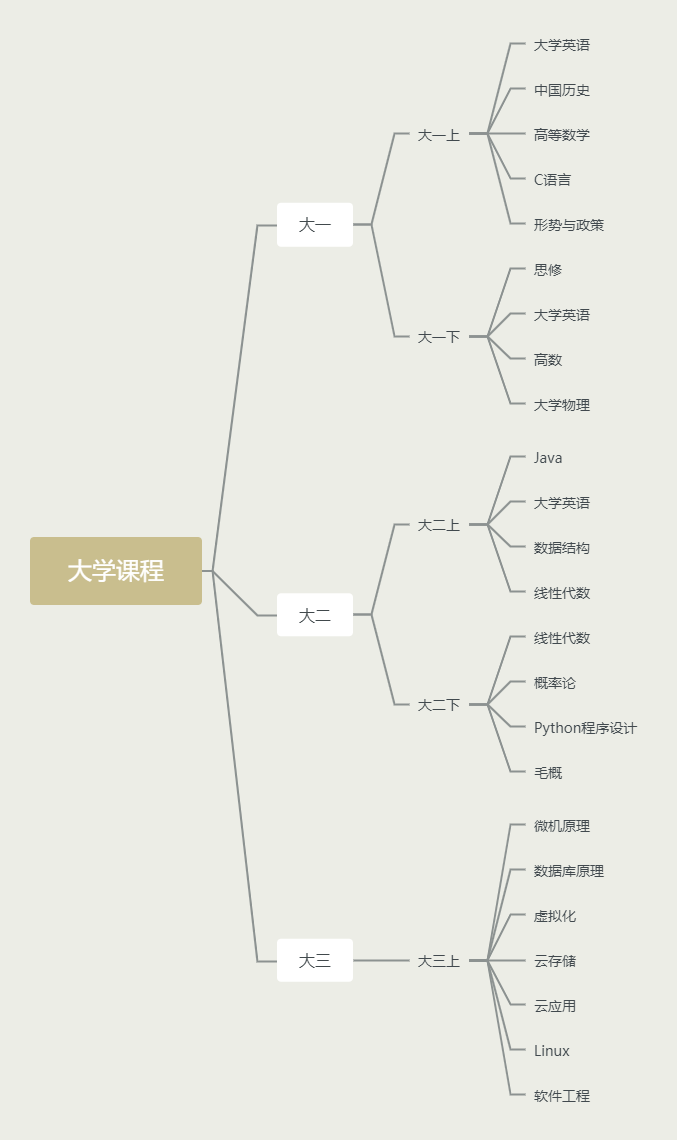 大学课程
大一
大一上
大学英语
中国历史
高等数学
C语言
形势与政策
大一下
思修
大学英语
高数
大学物理
大二
大二上
Java
大学英语
数据结构
线性代数
大二下
线性代数
概率论
Python程序设计
毛概
大三
大三上
微机原理
数据库原理
虚拟化
云存储
云应用
Linux
软件工程